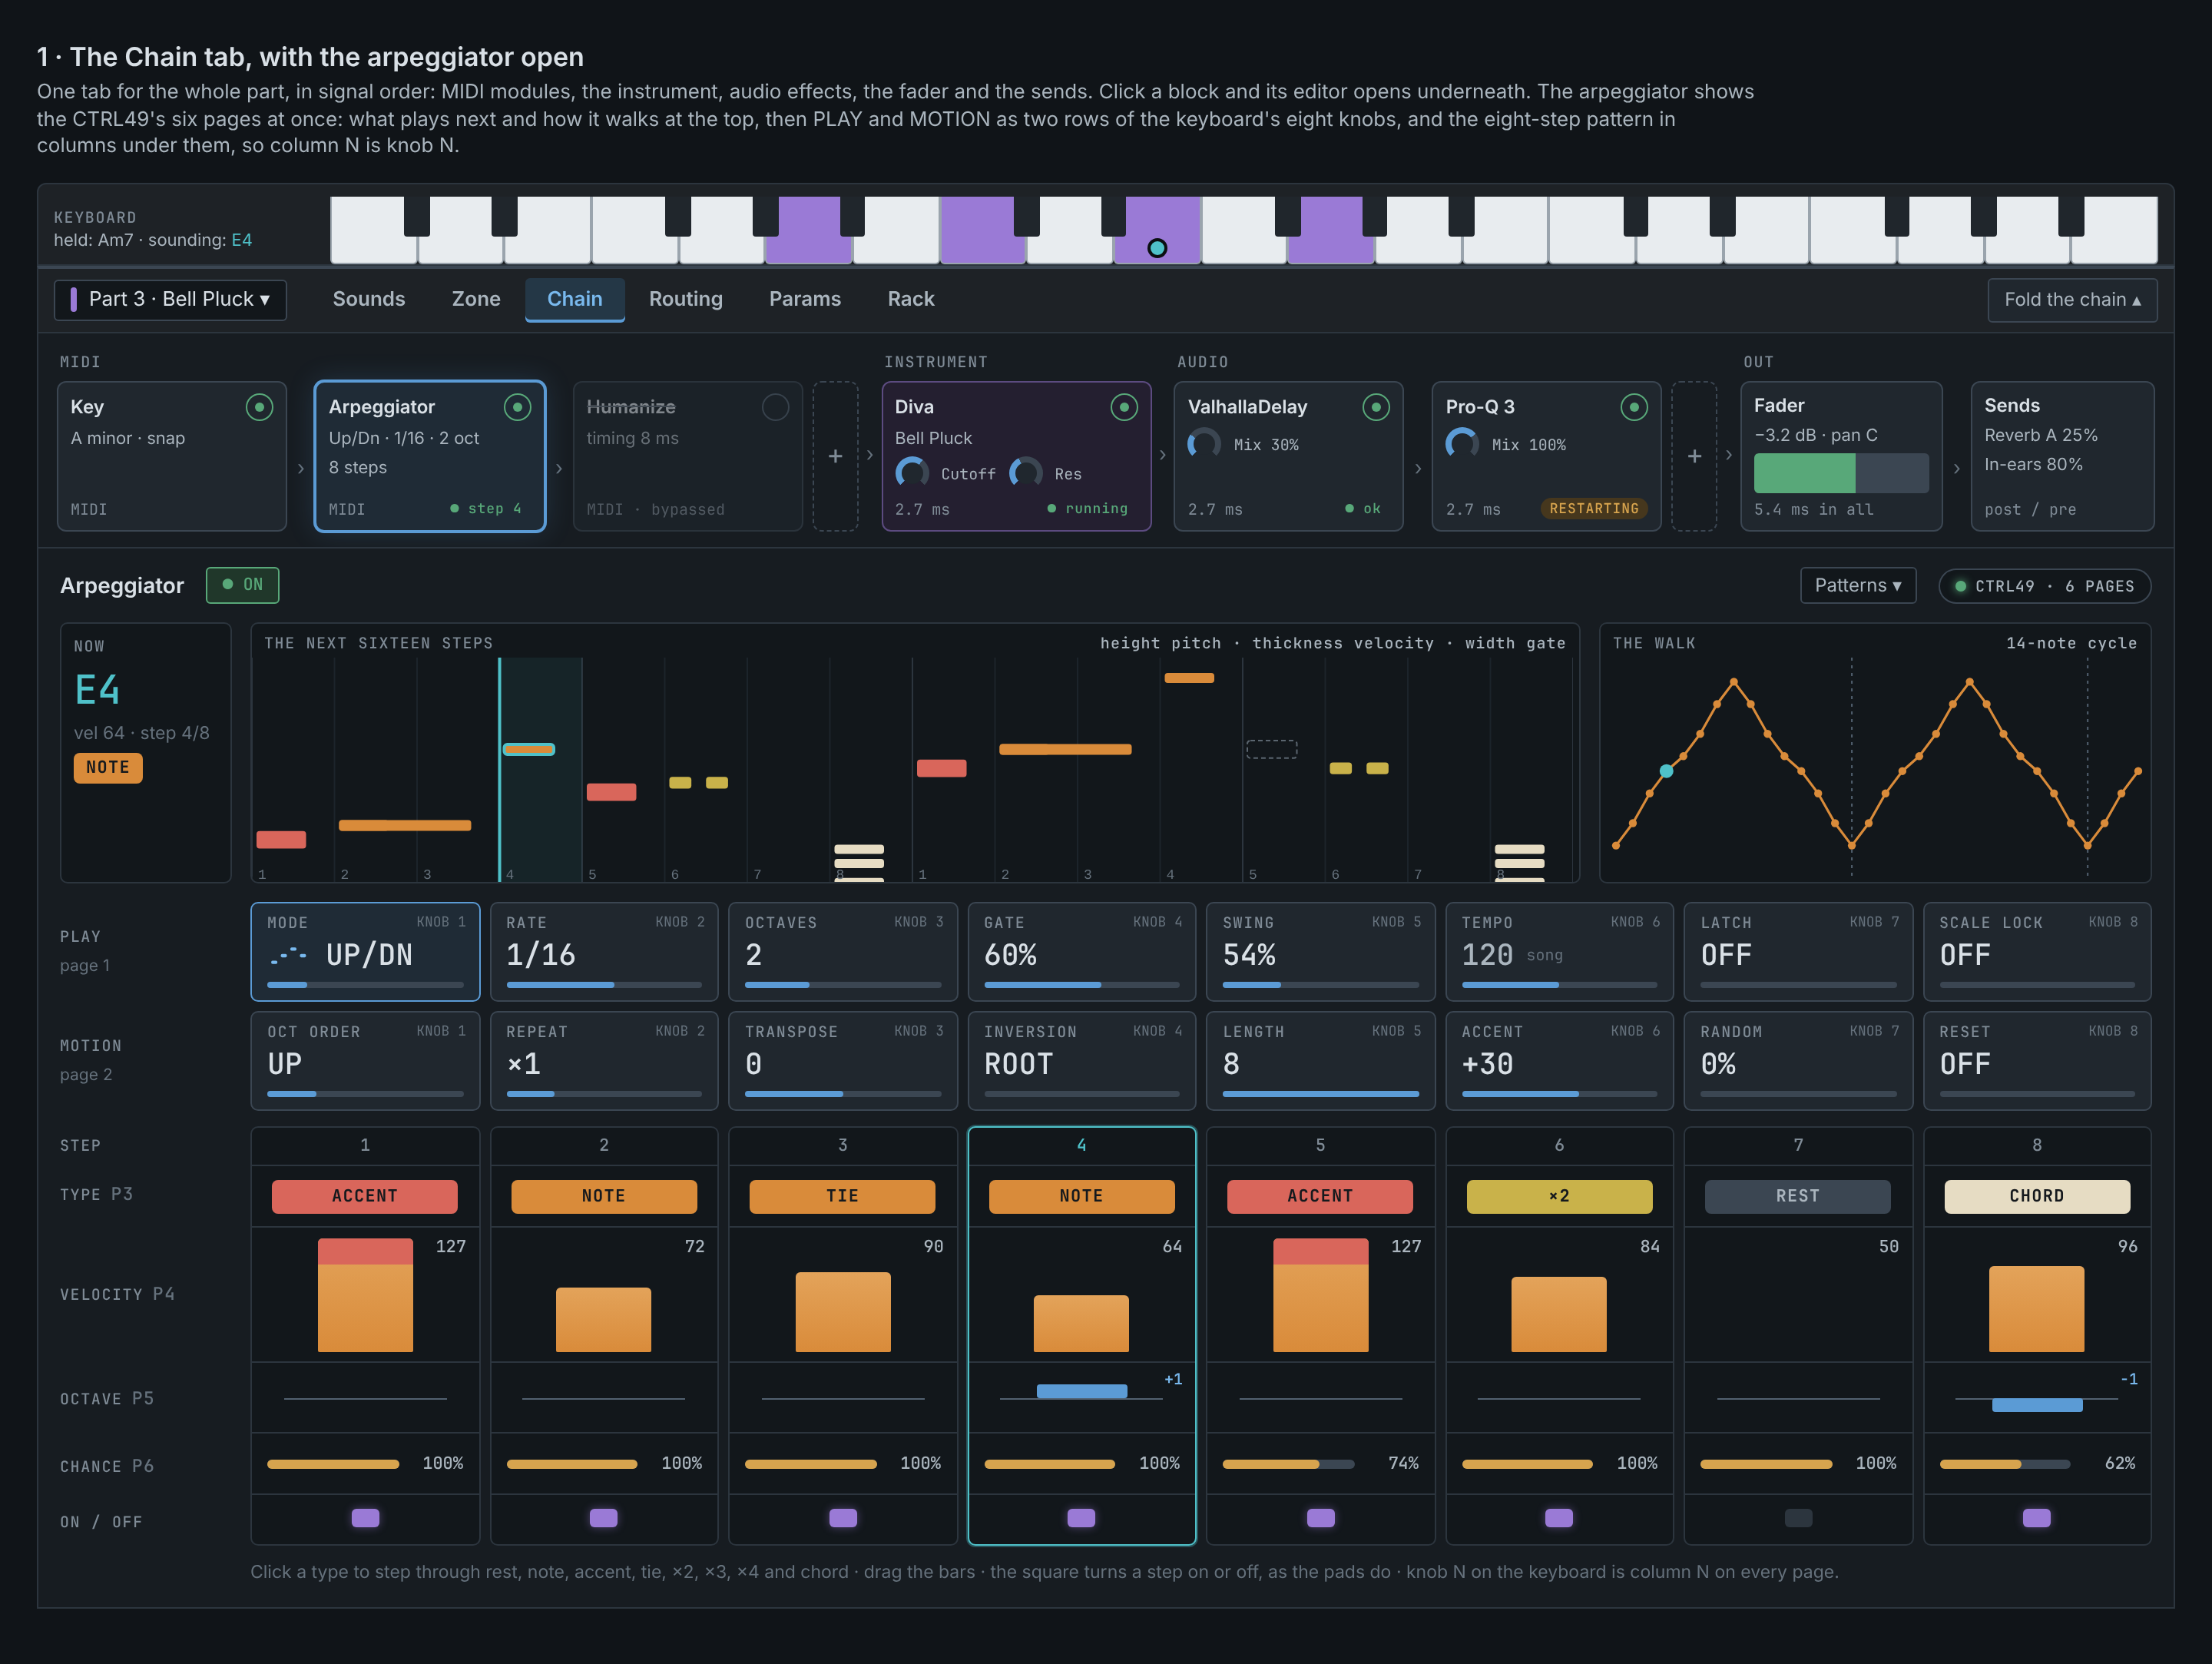 1 · The Chain tab, with the arpeggiator open
One tab for the whole part, in signal order: MIDI modules, the instrument, audio effects, the fader and the sends. Click a block and its editor opens underneath. The arpeggiator shows
the CTRL49's six pages at once: what plays next and how it walks at the top, then PLAY and MOTION as two rows of the keyboard's eight knobs, and the eight-step pattern in
columns under them, so column N is knob N.
KEYBOARD
held: Am7 · sounding: E4
Part 3 · Bell Pluck ▾ Sounds Zone Chain Routing Params Rack Fold the chain ▴
MIDI INSTRUMENT AUDIO OUT
Key Arpeggiator Humanize Diva ValhallaDelay Pro-Q 3 Fader Sends
A minor · snap Up/Dn · 1/16 · 2 oct timing 8 ms Bell Pluck Mix 30% Mix 100% −3.2 dB · pan C Reverb A 25%
8 steps + › Cutoff Res + › In-ears 80%
MIDI MIDI step 4 MIDI · bypassed 2.7 ms running 2.7 ms ok 2.7 ms RESTARTING 5.4 ms in all post / pre
Arpeggiator ON Patterns ▾ CTRL49 · 6 PAGES
NOW THE NEXT SIXTEEN STEPS height pitch · thickness velocity · width gate THE WALK 14-note cycle
E4
vel 64 · step 4/8
NOTE
1 2 3 4 5 6 7 8 1 2 3 4 5 6 7 8
MODE KNOB 1 RATE KNOB 2 OCTAVES KNOB 3 GATE KNOB 4 SWING KNOB 5 TEMPO KNOB 6 LATCH KNOB 7 SCALE LOCK KNOB 8
PLAY
page 1
UP/DN 1/16 2 60% 54% 120 song OFF OFF
OCT ORDER KNOB 1 REPEAT KNOB 2 TRANSPOSE KNOB 3 INVERSION KNOB 4 LENGTH KNOB 5 ACCENT KNOB 6 RANDOM KNOB 7 RESET KNOB 8
MOTION
page 2
UP ×1 0 ROOT 8 +30 0% OFF
STEP 1 2 3 4 5 6 7 8
TYPE P3 ACCENT NOTE TIE NOTE ACCENT ×2 REST CHORD
VELOCITY P4 127 72 90 64 127 84 50 96
OCTAVE P5 +1 -1
CHANCE P6 100% 100% 100% 100% 74% 100% 100% 62%
ON / OFF
Click a type to step through rest, note, accent, tie, ×2, ×3, ×4 and chord · drag the bars · the square turns a step on or off, as the pads do · knob N on the keyboard is column N on every page.